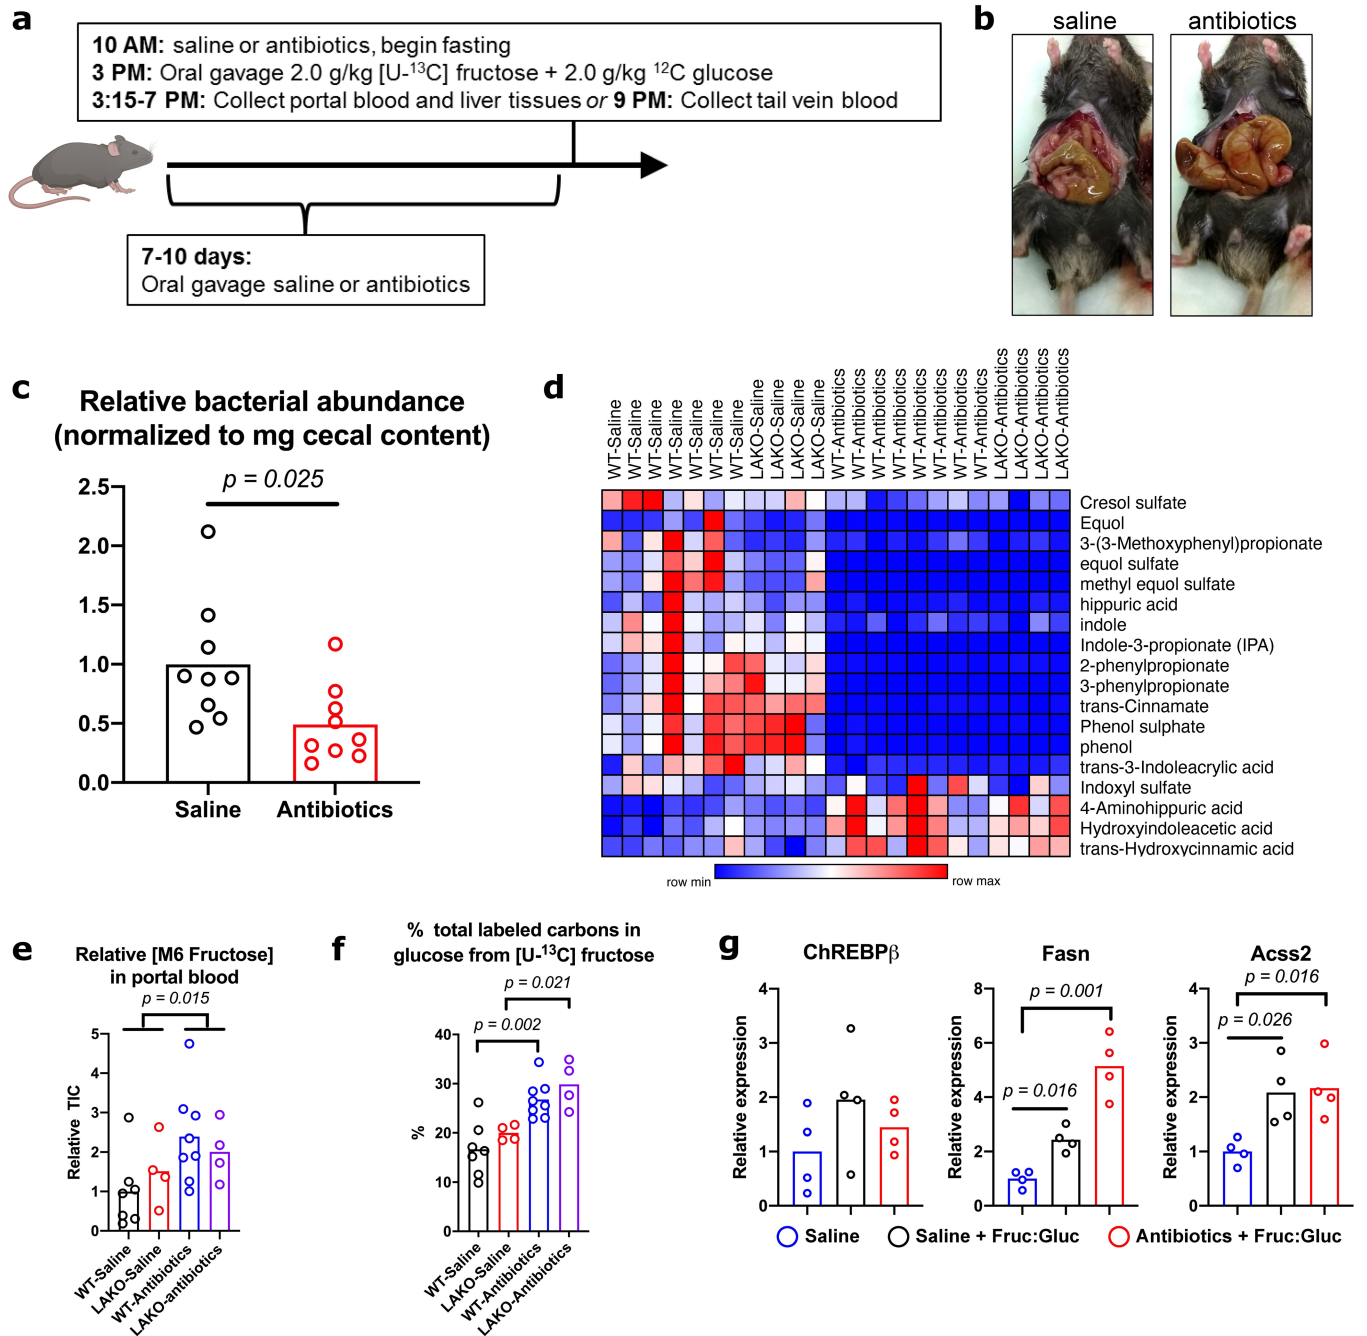 a
10 AM: saline or antibiotics, begin fasting
3 PM: Oral gavage 2.0 g/kg [U-¹³C] fructose + 2.0 g/kg ¹²C glucose
3:15-7 PM: Collect portal blood and liver tissues or 9 PM: Collect tail vein blood
7-10 days:
Oral gavage saline or antibiotics
b
saline
antibiotics
c
Relative bacterial abundance
(normalized to mg cecal content)
p = 0.025
2.5
2.0
1.5
1.0
0.5
0.0
Saline
Antibiotics
d
WT-Saline
WT-Saline
WT-Saline
WT-Saline
WT-Saline
WT-Saline
WT-Saline
LAKO-Saline
LAKO-Saline
LAKO-Saline
LAKO-Saline
WT-Antibiotics
WT-Antibiotics
WT-Antibiotics
WT-Antibiotics
WT-Antibiotics
WT-Antibiotics
WT-Antibiotics
WT-Antibiotics
LAKO-Antibiotics
LAKO-Antibiotics
LAKO-Antibiotics
LAKO-Antibiotics
Cresol sulfate
Equol
3-(3-Methoxyphenyl)propionate
equol sulfate
methyl equol sulfate
hippuric acid
indole
Indole-3-propionate (IPA)
2-phenylpropionate
3-phenylpropionate
trans-Cinnamate
Phenol sulphate
phenol
trans-3-Indoleacrylic acid
Indoxyl sulfate
4-Aminohippuric acid
Hydroxyindoleacetic acid
trans-Hydroxycinnamic acid
row min
row max
e
Relative [M6 Fructose]
in portal blood
p = 0.015
Relative TIC
5
4
3
2
1
0
WT-Saline
LAKO-Saline
WT-Antibiotics
LAKO-antibiotics
f
% total labeled carbons in
glucose from [U-¹³C] fructose
p = 0.021
p = 0.002
%
40
30
20
10
0
WT-Saline
LAKO-Saline
WT-Antibiotics
LAKO-Antibiotics
g
ChREBPβ
Relative expression
4
3
2
1
0
Fasn
p = 0.001
p = 0.016
Relative expression
8
6
4
2
0
Acss2
p = 0.016
p = 0.026
Relative expression
4
3
2
1
0
Saline
Saline + Fruc:Gluc
Antibiotics + Fruc:Gluc